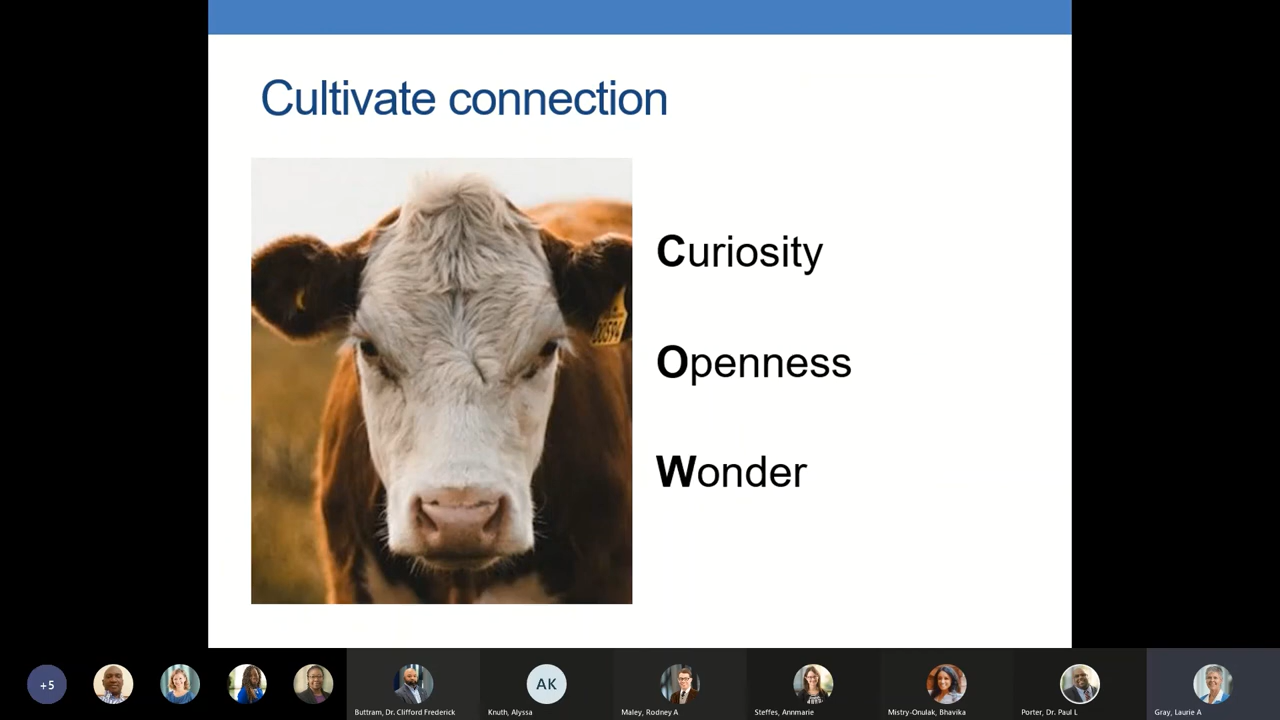 Cultivate connection
Curiosity
Openness
Wonder
00594
+5
AK
Buttram, Dr. Clifford Frederick
Knuth, Alyssa
Maley, Rodney A
Steffes, Annmarie
Mistry-Onulak, Bhavika
Porter, Dr. Paul L
Gray, Laurie A